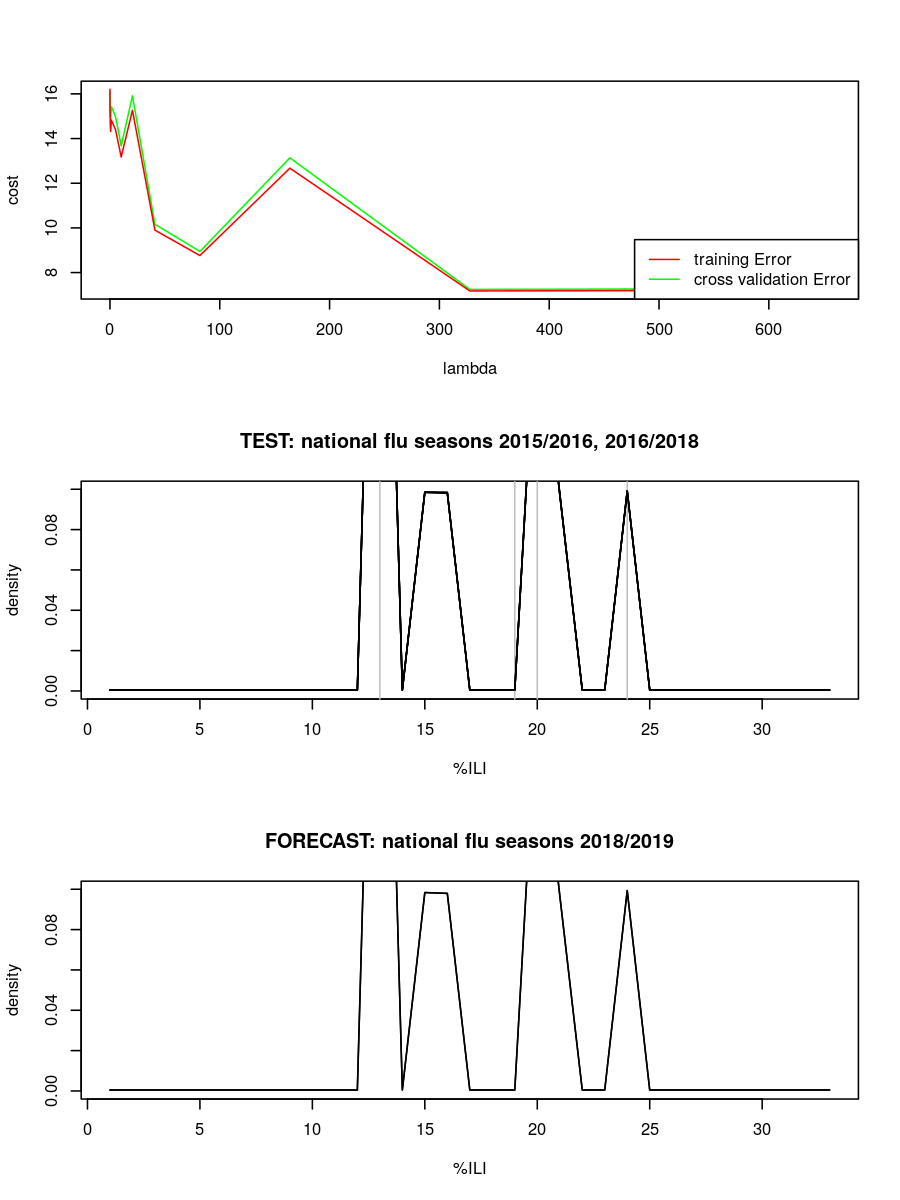 16
14
12
10
8
cost
training Error
cross validation Error
0 100 200 300 400 500 600
lambda
TEST: national flu seasons 2015/2016, 2016/2018
0.08
0.04
0.00
density
0 5 10 15 20 25 30
%ILI
FORECAST: national flu seasons 2018/2019
0.08
0.04
0.00
density
0 5 10 15 20 25 30
%ILI